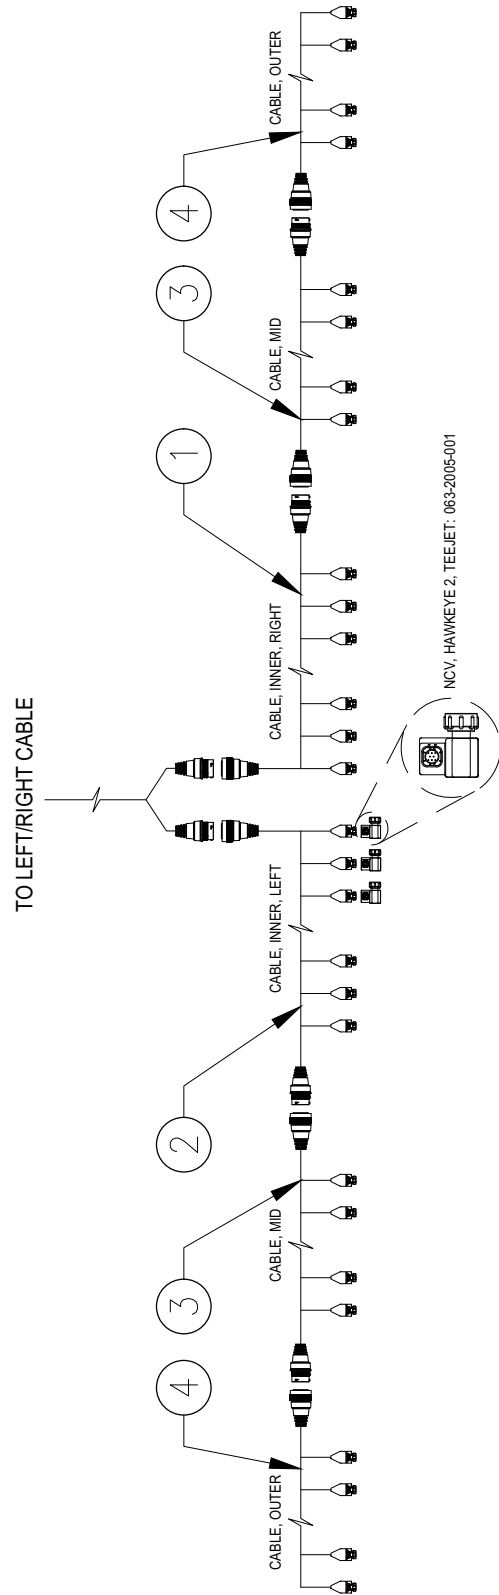 TO LEFT/RIGHT CABLE
4
3
2
1
3
4
CABLE, OUTER
CABLE, MID
CABLE, INNER, LEFT
CABLE, INNER, RIGHT
CABLE, MID
CABLE, OUTER
NCV, HAWKEYE 2, TEEJET: 063-2005-001